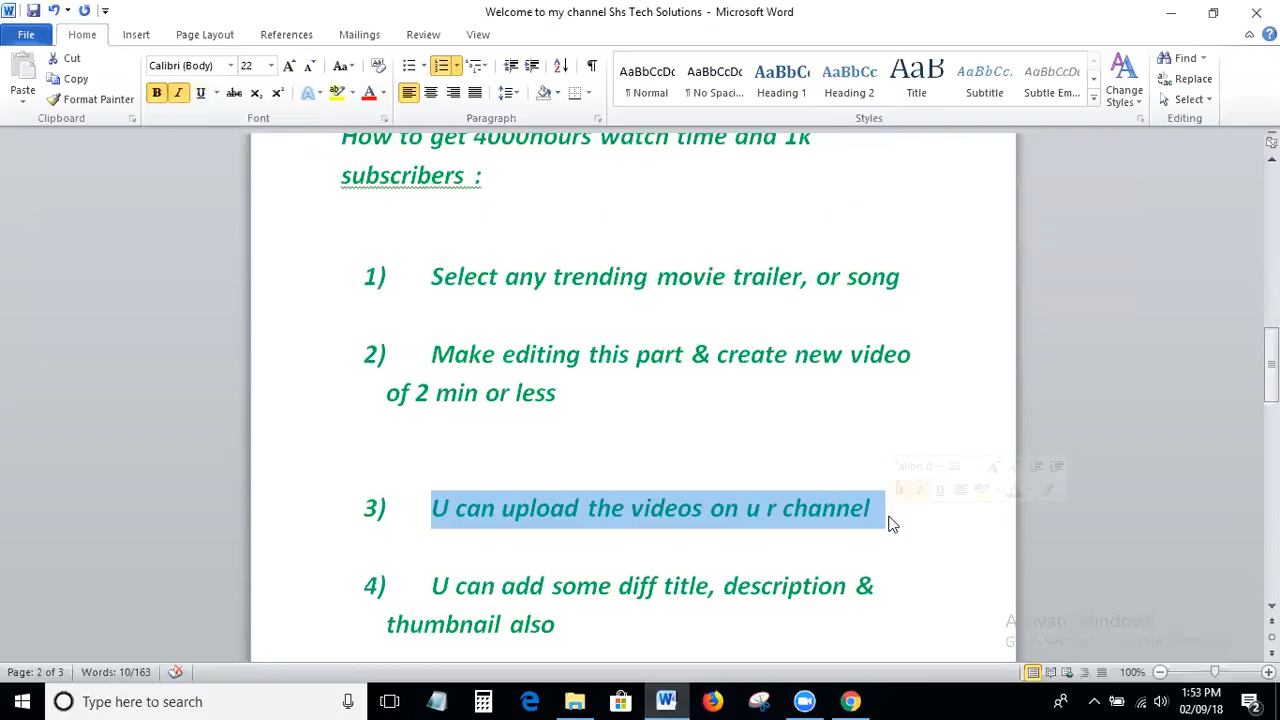 Welcome to my channel Shs Tech Solutions - Microsoft Word
File Home Insert Page Layout References Mailings Review View
Paste
Cut
Copy
Format Painter
Clipboard
Calibri (Body) 22
Font
Paragraph
AaBbCcDc AaBbCcDc AaBbCc AaBbCc AaB AaBbCc. AaBbCcDc
¶ Normal ¶ No Spaci... Heading 1 Heading 2 Title Subtitle Subtle Em...
Change Styles
Styles
Find
Replace
Select
Editing
How to get 4000hours watch time and 1k
subscribers :
1) Select any trending movie trailer, or song
2) Make editing this part & create new video
of 2 min or less
3) U can upload the videos on u r channel
4) U can add some diff title, description &
thumbnail also
Page: 2 of 3 Words: 10/163 100%
Type here to search
1:53 PM
02/09/18